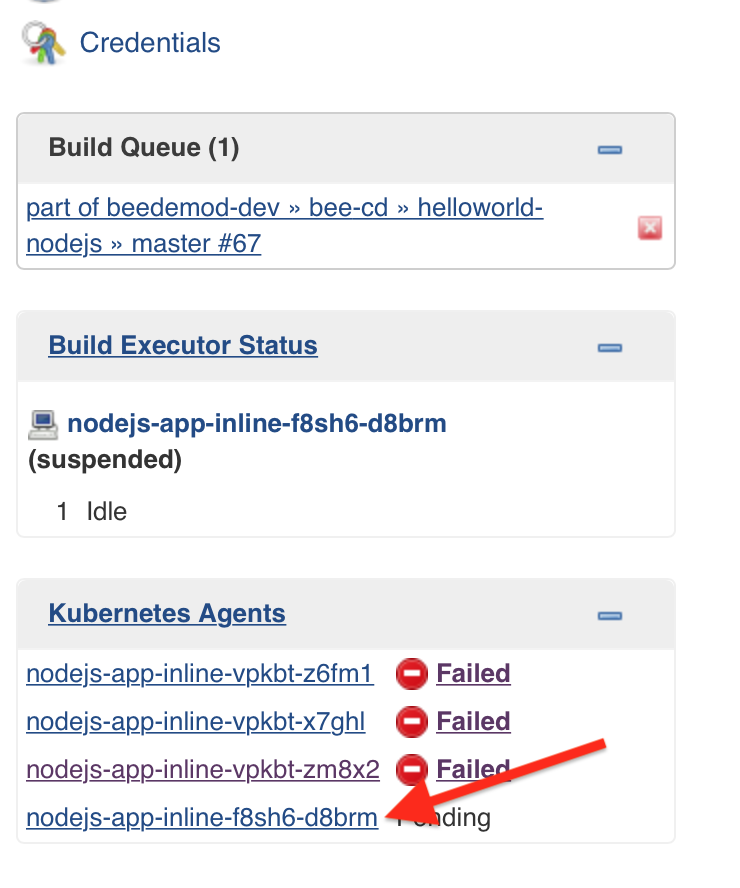 Credentials
Build Queue (1)
part of beedemod-dev » bee-cd » helloworld-
nodejs » master #67
Build Executor Status
nodejs-app-inline-f8sh6-d8brm
(suspended)
1 Idle
Kubernetes Agents
nodejs-app-inline-vpkbt-z6fm1 Failed
nodejs-app-inline-vpkbt-x7ghl Failed
nodejs-app-inline-vpkbt-zm8x2 Failed
nodejs-app-inline-f8sh6-d8brm Pending